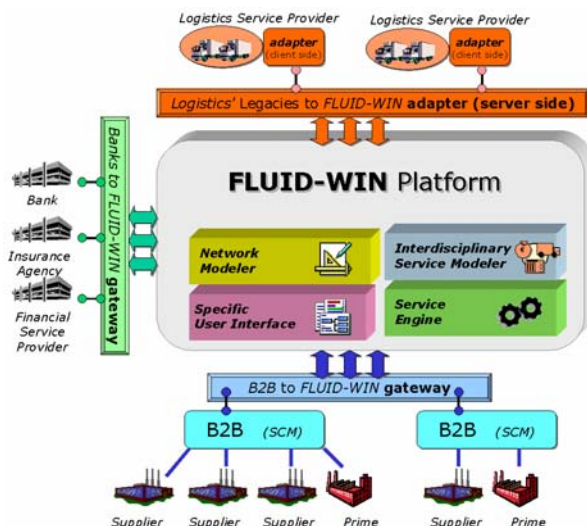 Logistics Service Provider
Logistics Service Provider
adapter
(client side)
adapter
(client side)
Logistics' Legacies to FLUID-WIN adapter (server side)
Banks to FLUID-WIN gateway
Bank
Insurance
Agency
Financial
Service
Provider
FLUID-WIN Platform
Network
Modeler
Interdisciplinary
Service Modeler
Specific
User Interface
Service
Engine
B2B to FLUID-WIN gateway
B2B (SCM)
B2B (SCM)
Supplier
Supplier
Supplier
Prime
Supplier
Prime